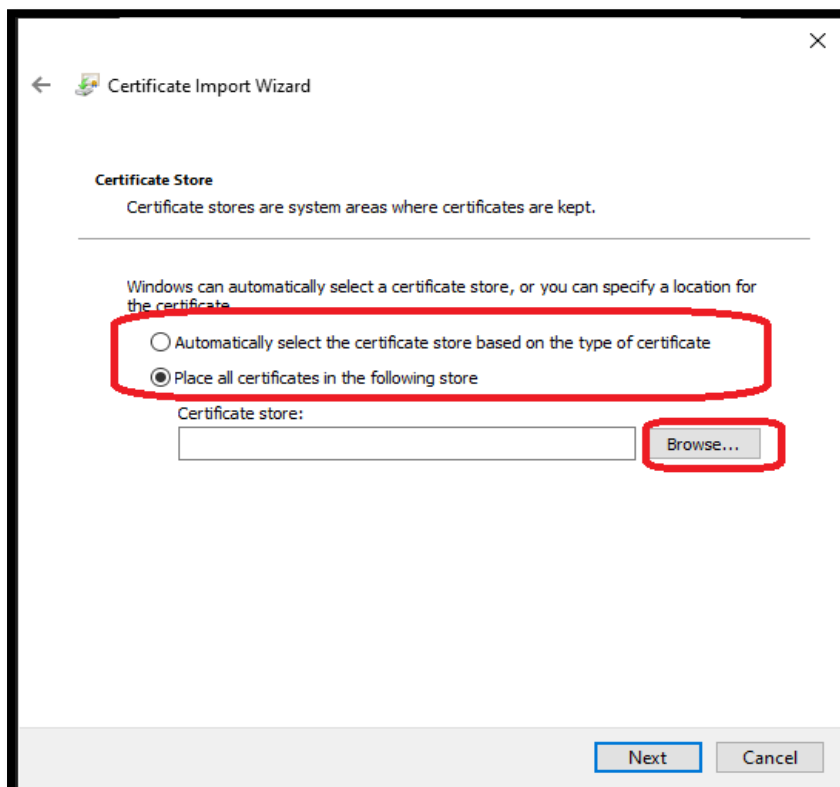 Certificate Import Wizard
Certificate Store
Certificate stores are system areas where certificates are kept.
Windows can automatically select a certificate store, or you can specify a location for
the certificate.
Automatically select the certificate store based on the type of certificate
Place all certificates in the following store
Certificate store:
Browse...
Next
Cancel